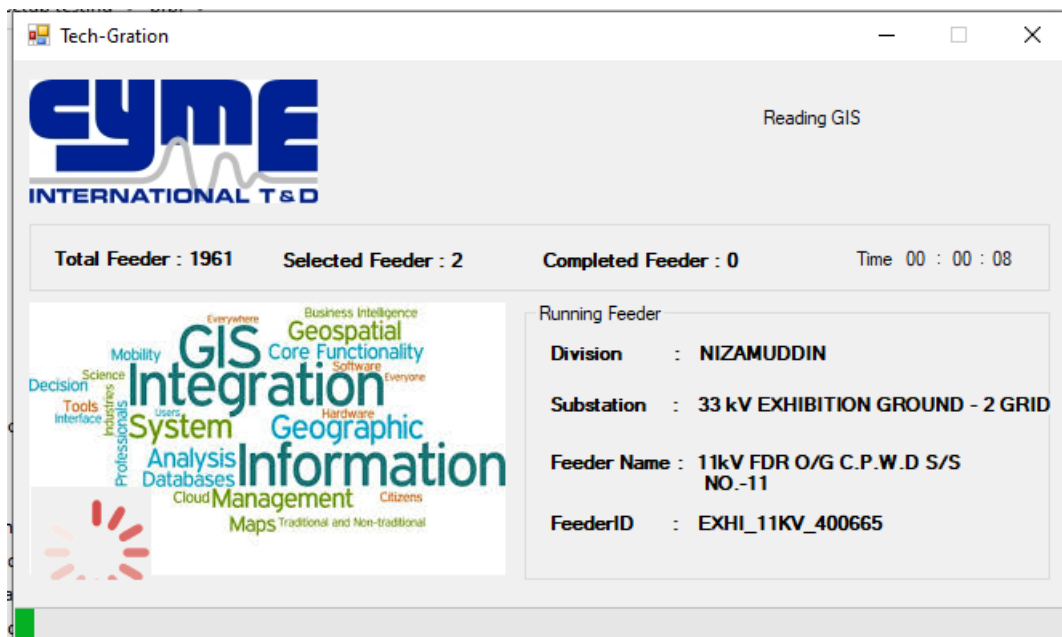 Tech-Gration
CYME
INTERNATIONAL T & D
Reading GIS
Total Feeder : 1961 Selected Feeder : 2 Completed Feeder : 0 Time 00 : 00 : 08
Everywhere
Business Intelligence
Geospatial
Mobility
GIS
Core Functionality
Software
Science
Everyone
Decision
Integration
Tools
Interface
Industries
Users
Hardware
Professionals
System
Geographic
Analysis
Databases
Information
Cloud
Management
Citizens
Maps
Traditional and Non-traditional
Running Feeder
Division : NIZAMUDDIN
Substation : 33 kV EXHIBITION GROUND - 2 GRID
Feeder Name : 11kV FDR O/G C.P.W.D S/S
NO.-11
FeederID : EXHI_11KV_400665